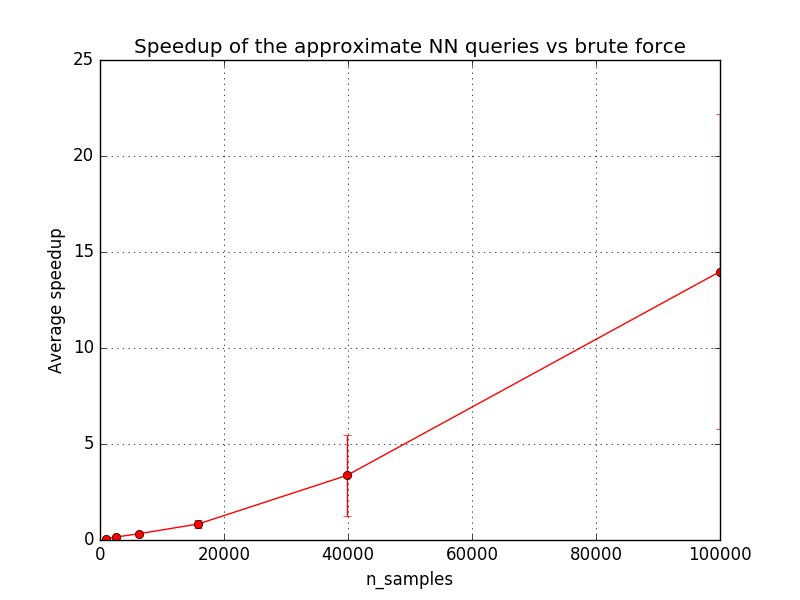 Speedup of the approximate NN queries vs brute force
25
20
15
10
5
0
Average speedup
0 20000 40000 60000 80000 100000
n_samples